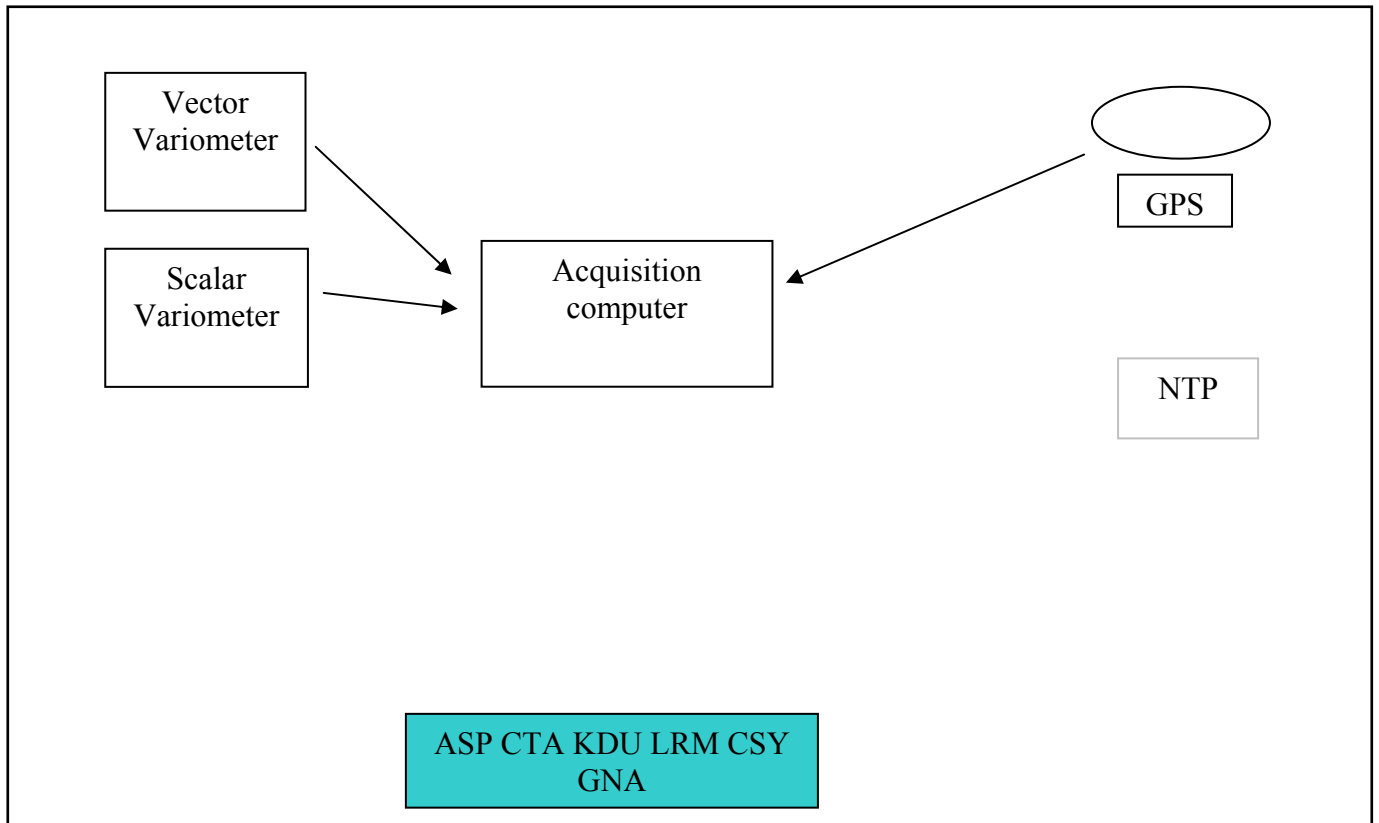 Vector
Variometer
GPS
Scalar
Variometer
Acquisition
computer
NTP
ASP CTA KDU LRM CSY
GNA